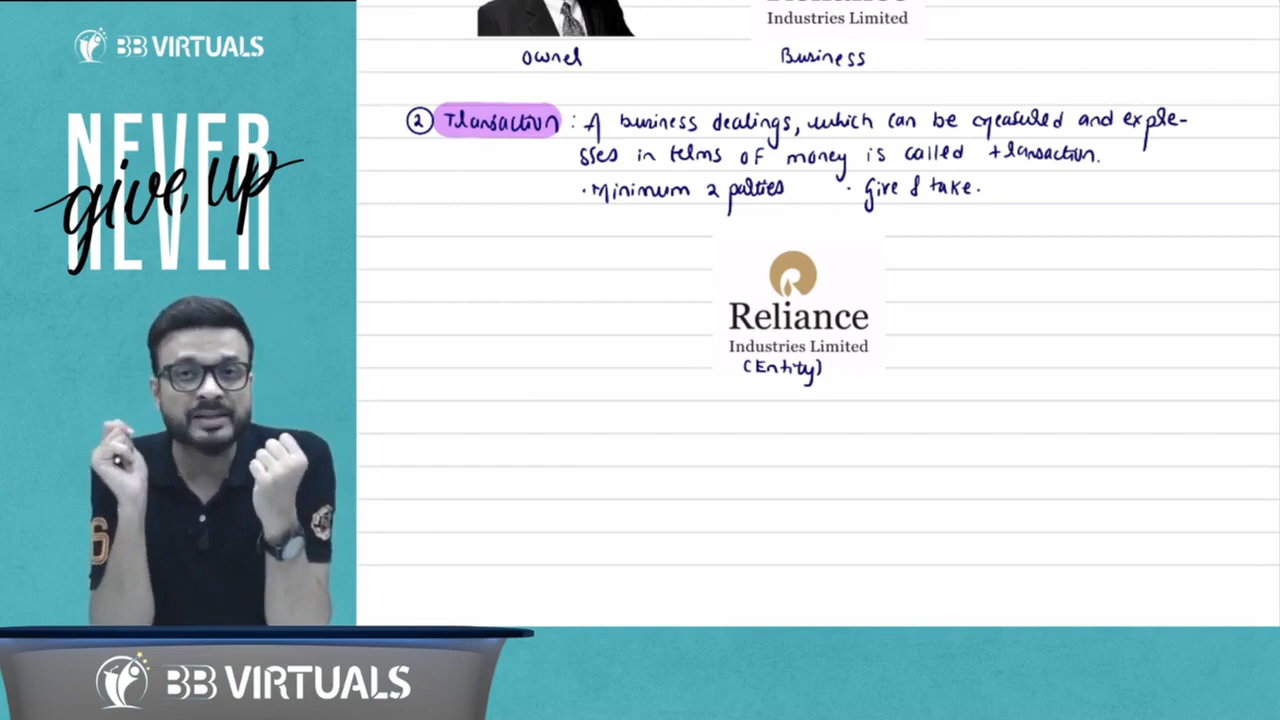 BB VIRTUALS
NEVER
give up
NEVER
Industries Limited
Owner
Business
② Transaction : A business dealings, which can be measured and expre-
sses in terms of money is called transaction.
· Minimum 2 parties · Give & take.
Reliance
Industries Limited
(Entity)
6
BB VIRTUALS